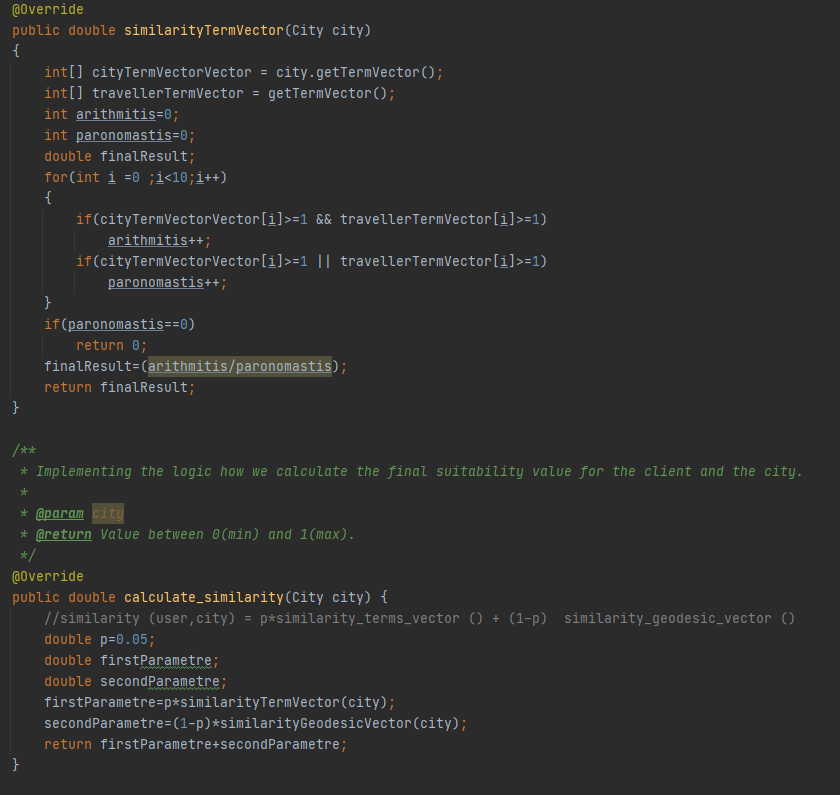 @Override
public double similarityTermVector(City city)
{
    int[] cityTermVectorVector = city.getTermVector();
    int[] travellerTermVector = getTermVector();
    int arithmitis=0;
    int paronomastis=0;
    double finalResult;
    for(int i =0 ;i<10;i++)
    {
        if(cityTermVectorVector[i]>=1 && travellerTermVector[i]>=1)
            arithmitis++;
        if(cityTermVectorVector[i]>=1 || travellerTermVector[i]>=1)
            paronomastis++;
    }
    if(paronomastis==0)
        return 0;
    finalResult=(arithmitis/paronomastis);
    return finalResult;
}
/**
 * Implementing the logic how we calculate the final suitability value for the client and the city.
 *
 * @param city
 * @return Value between 0(min) and 1(max).
 */
@Override
public double calculate_similarity(City city) {
    //similarity (user,city) = p*similarity_terms_vector () + (1-p)  similarity_geodesic_vector ()
    double p=0.05;
    double firstParametre;
    double secondParametre;
    firstParametre=p*similarityTermVector(city);
    secondParametre=(1-p)*similarityGeodesicVector(city);
    return firstParametre+secondParametre;
}